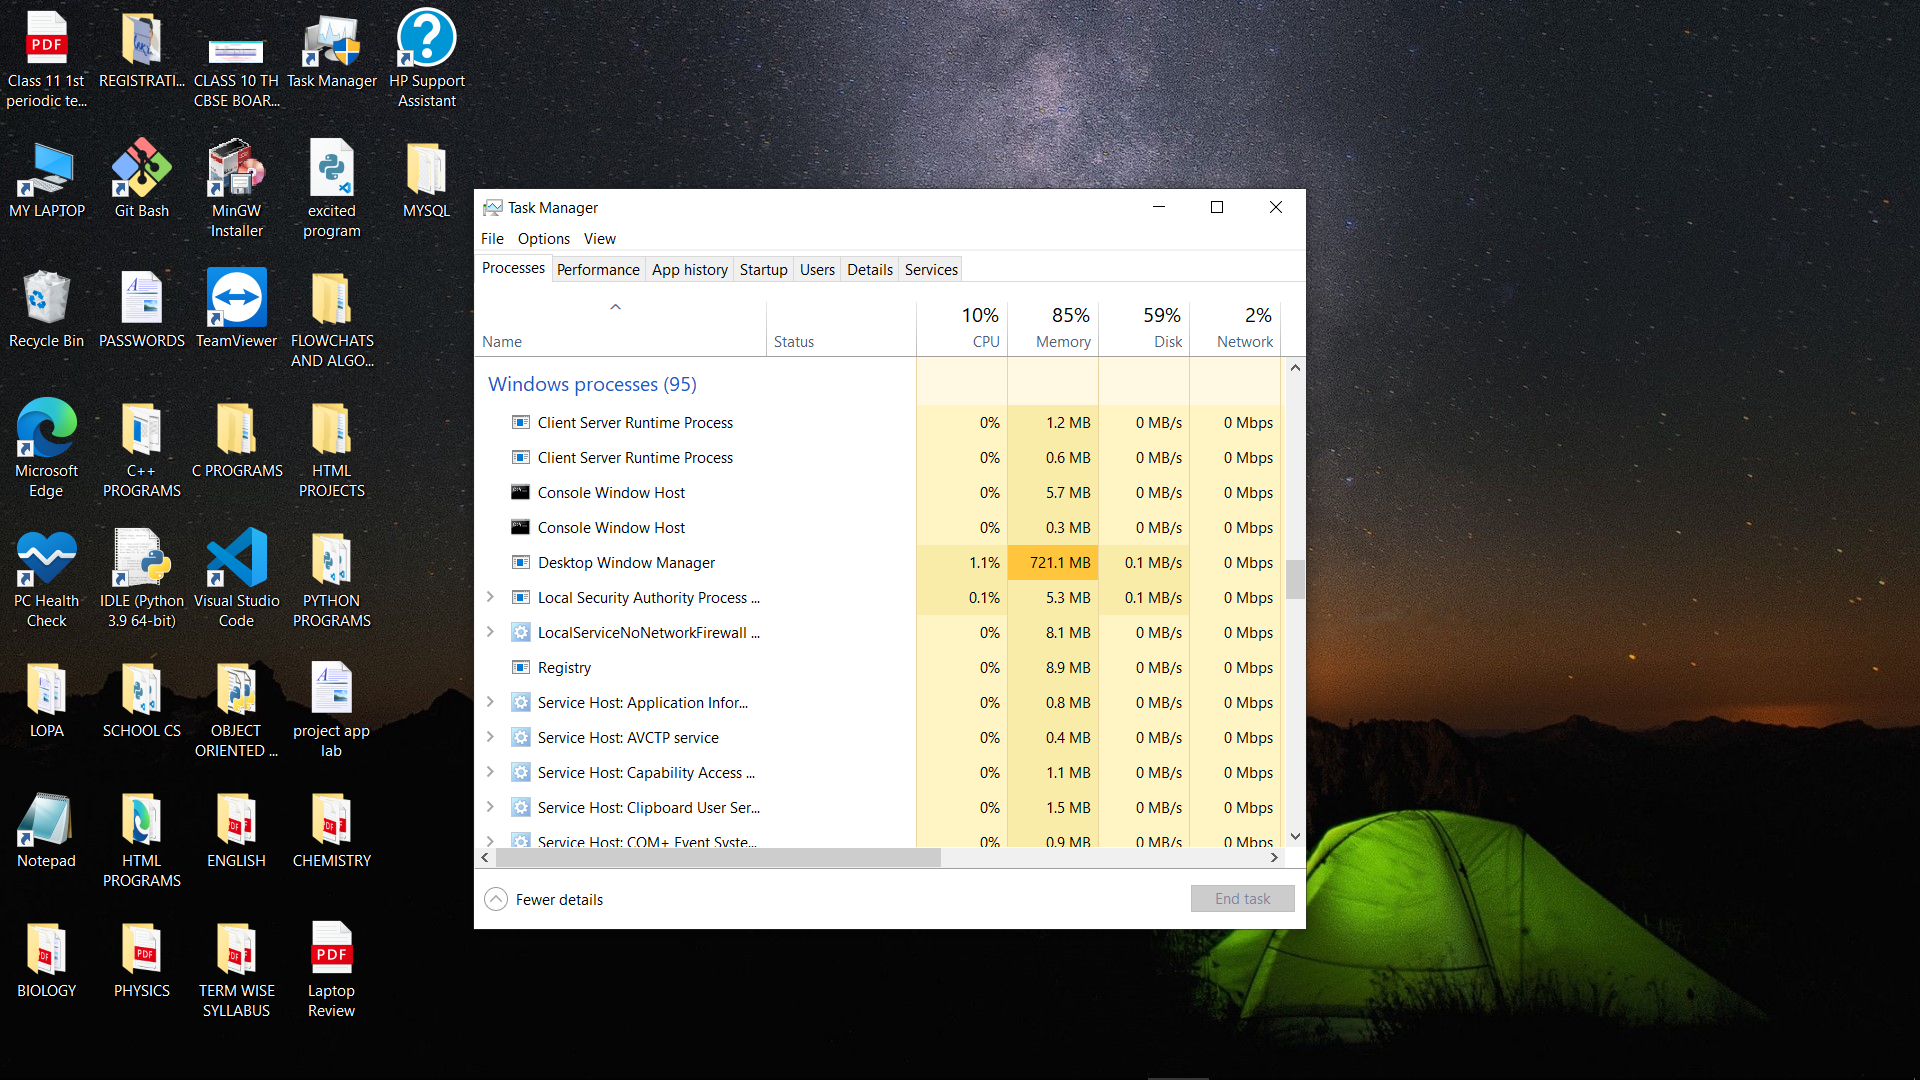 Class 11 1st
periodic te...
REGISTRATI...
CLASS 10 TH
CBSE BOAR...
Task Manager
HP Support
Assistant
MY LAPTOP
Git Bash
MinGW
Installer
excited
program
MYSQL
Recycle Bin
PASSWORDS
TeamViewer
FLOWCHATS
AND ALGO...
Microsoft
Edge
C++
PROGRAMS
C PROGRAMS
HTML
PROJECTS
PC Health
Check
IDLE (Python
3.9 64-bit)
Visual Studio
Code
PYTHON
PROGRAMS
LOPA
SCHOOL CS
OBJECT
ORIENTED ...
project app
lab
Notepad
HTML
PROGRAMS
ENGLISH
CHEMISTRY
BIOLOGY
PHYSICS
TERM WISE
SYLLABUS
Laptop
Review
Task Manager
File Options View
Processes Performance App history Startup Users Details Services
10% 85% 59% 2%
Name Status CPU Memory Disk Network
Windows processes (95)
Client Server Runtime Process 0% 1.2 MB 0 MB/s 0 Mbps
Client Server Runtime Process 0% 0.6 MB 0 MB/s 0 Mbps
Console Window Host 0% 5.7 MB 0 MB/s 0 Mbps
Console Window Host 0% 0.3 MB 0 MB/s 0 Mbps
Desktop Window Manager 1.1% 721.1 MB 0.1 MB/s 0 Mbps
Local Security Authority Process ... 0.1% 5.3 MB 0.1 MB/s 0 Mbps
LocalServiceNoNetworkFirewall ... 0% 8.1 MB 0 MB/s 0 Mbps
Registry 0% 8.9 MB 0 MB/s 0 Mbps
Service Host: Application Infor... 0% 0.8 MB 0 MB/s 0 Mbps
Service Host: AVCTP service 0% 0.4 MB 0 MB/s 0 Mbps
Service Host: Capability Access ... 0% 1.1 MB 0 MB/s 0 Mbps
Service Host: Clipboard User Ser... 0% 1.5 MB 0 MB/s 0 Mbps
Service Host: COM+ Event Syste... 0% 0.9 MB 0 MB/s 0 Mbps
Fewer details
End task